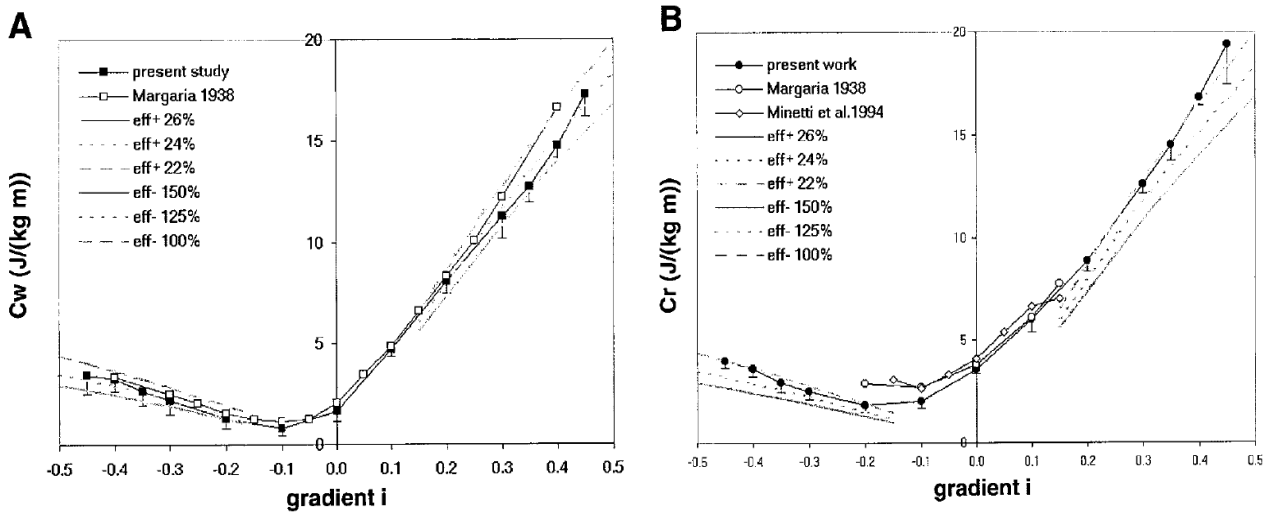 A
Cw (J/(kg m))
20
15
10
5
0
present study
Margaria 1938
eff+ 26%
eff+ 24%
eff+ 22%
eff- 150%
eff- 125%
eff- 100%
-0.5 -0.4 -0.3 -0.2 -0.1 0.0 0.1 0.2 0.3 0.4 0.5
gradient i
B
Cr (J/(kg m))
20
15
10
5
0
present work
Margaria 1938
Minetti et al.1994
eff+ 26%
eff+ 24%
eff+ 22%
eff- 150%
eff- 125%
eff- 100%
-0.5 -0.4 -0.3 -0.2 -0.1 0.0 0.1 0.2 0.3 0.4 0.5
gradient i